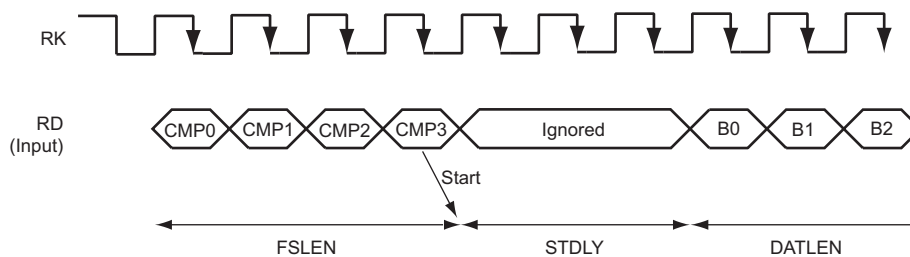 RK
RD
(Input)
CMP0 CMP1 CMP2 CMP3 Ignored B0 B1 B2
Start
FSLEN STDLY DATLEN